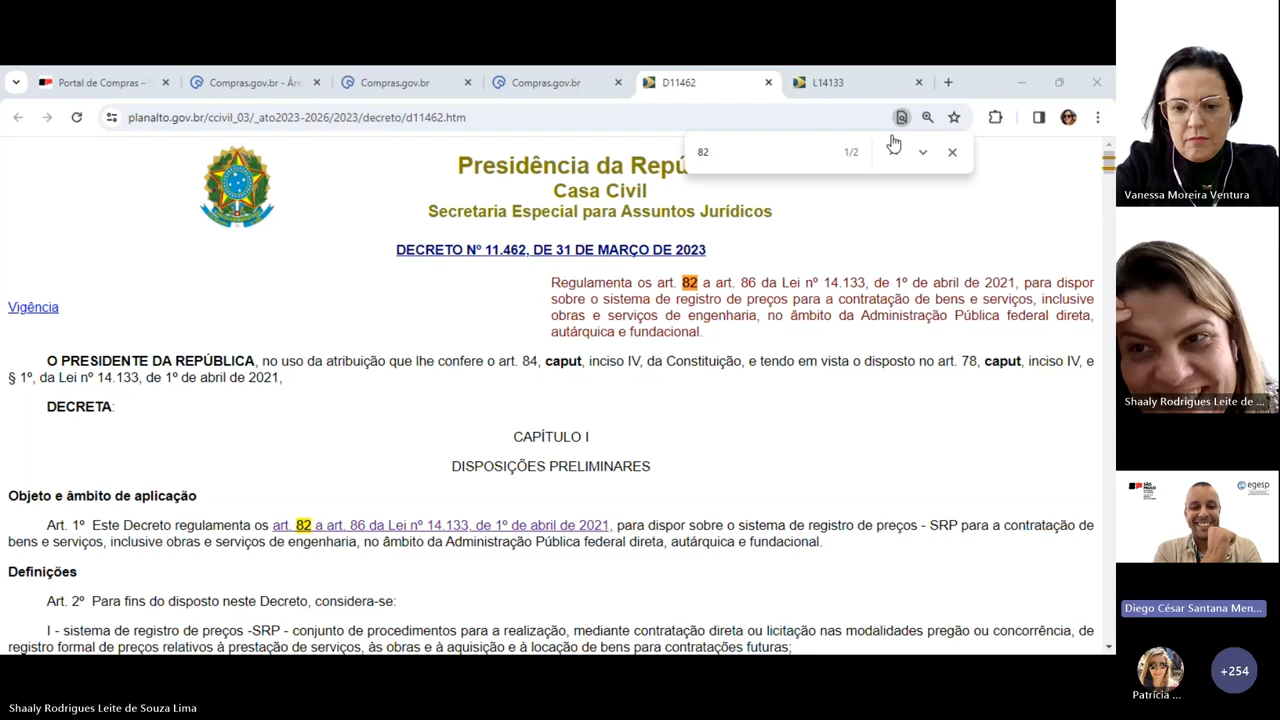 Portal de Compras –
Compras.gov.br - Áre
Compras.gov.br
Compras.gov.br
D11462
L14133
planalto.gov.br/ccivil_03/_ato2023-2026/2023/decreto/d11462.htm
82
1/2
Presidência da Repú
Casa Civil
Secretaria Especial para Assuntos Jurídicos
DECRETO Nº 11.462, DE 31 DE MARÇO DE 2023
Vigência
Regulamenta os art. 82 a art. 86 da Lei nº 14.133, de 1º de abril de 2021, para dispor
sobre o sistema de registro de preços para a contratação de bens e serviços, inclusive
obras e serviços de engenharia, no âmbito da Administração Pública federal direta,
autárquica e fundacional.
O PRESIDENTE DA REPÚBLICA, no uso da atribuição que lhe confere o art. 84, caput, inciso IV, da Constituição, e tendo em vista o disposto no art. 78, caput, inciso IV, e
§ 1º, da Lei nº 14.133, de 1º de abril de 2021,
DECRETA:
CAPÍTULO I
DISPOSIÇÕES PRELIMINARES
Objeto e âmbito de aplicação
Art. 1º Este Decreto regulamenta os art. 82 a art. 86 da Lei nº 14.133, de 1º de abril de 2021, para dispor sobre o sistema de registro de preços - SRP para a contratação de
bens e serviços, inclusive obras e serviços de engenharia, no âmbito da Administração Pública federal direta, autárquica e fundacional.
Definições
Art. 2º Para fins do disposto neste Decreto, considera-se:
I - sistema de registro de preços -SRP - conjunto de procedimentos para a realização, mediante contratação direta ou licitação nas modalidades pregão ou concorrência, de
registro formal de preços relativos à prestação de serviços, às obras e à aquisição e à locação de bens para contratações futuras;
Vanessa Moreira Ventura
Shaaly Rodrigues Leite de ...
SÃO PAULO
egesp
Diego César Santana Men...
Patrícia ...
+254
Shaaly Rodrigues Leite de Souza Lima